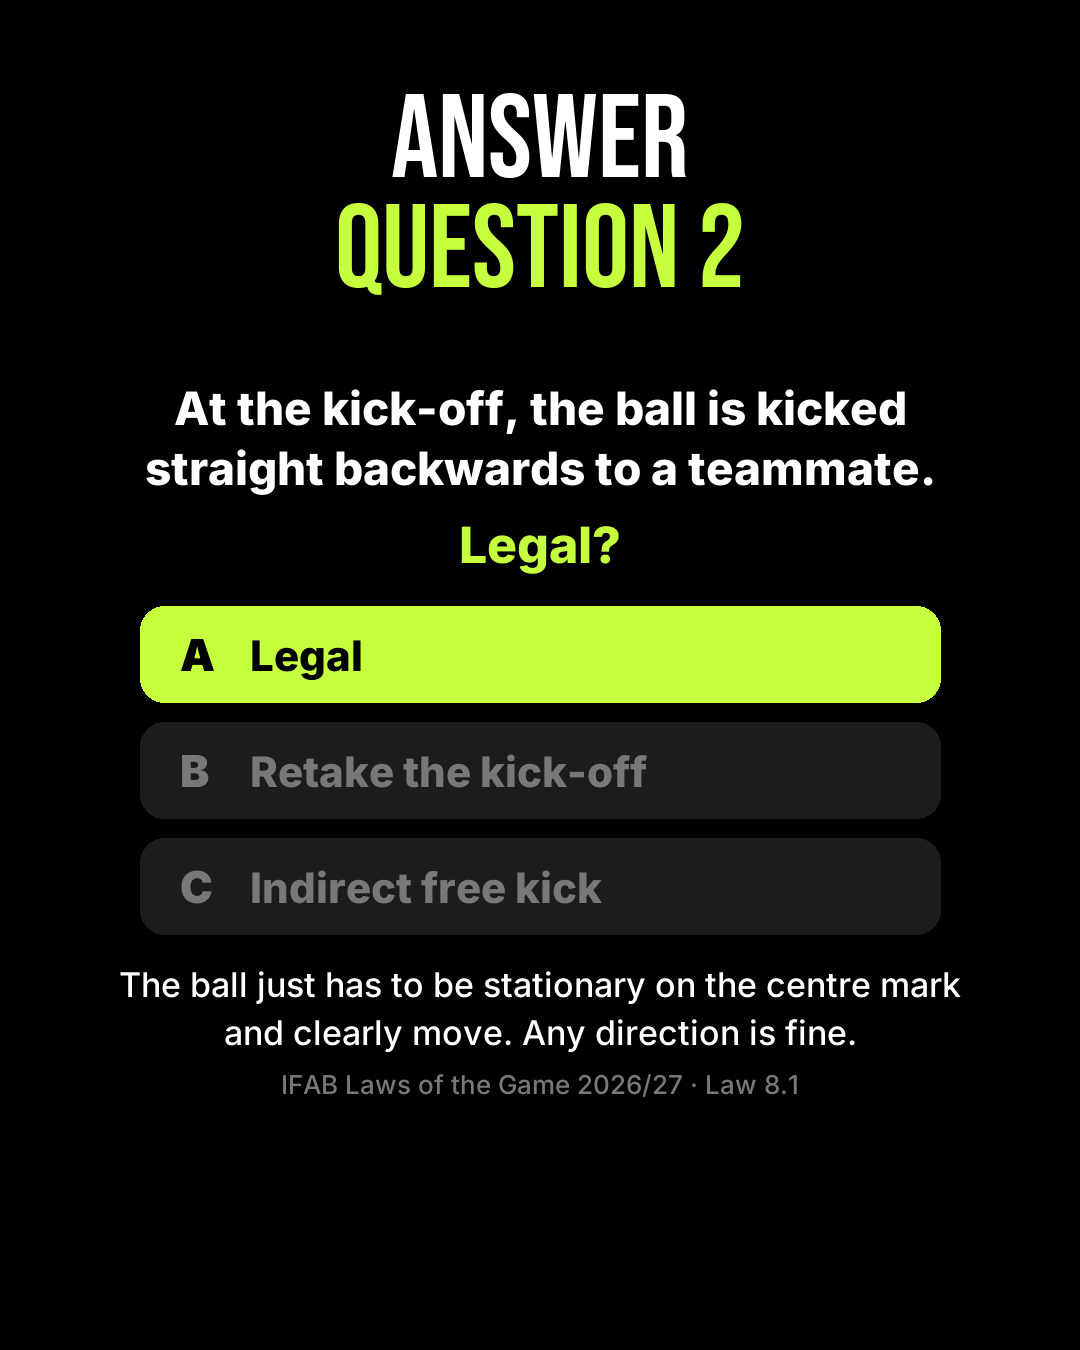 ANSWER
QUESTION 2
At the kick-off, the ball is kicked
straight backwards to a teammate.
Legal?
A Legal
B Retake the kick-off
C Indirect free kick
The ball just has to be stationary on the centre mark
and clearly move. Any direction is fine.
IFAB Laws of the Game 2026/27 · Law 8.1